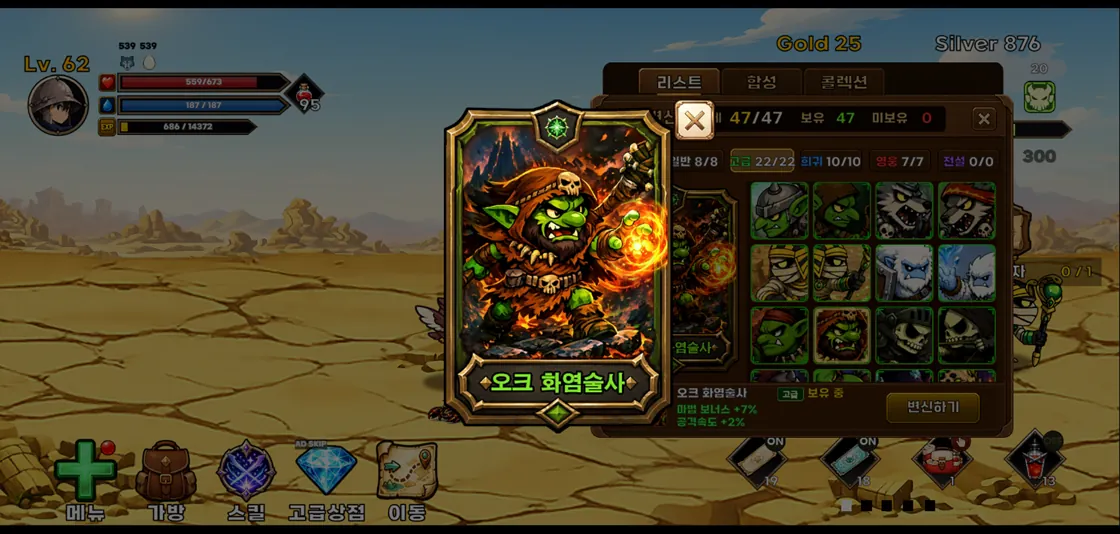 539 539
Gold 25
Silver 876
Lv. 62
559/673
187 / 187
EXP
686 / 14372
95
20
300
리스트
합성
콜렉션
47/47
보유 47
미보유 0
일반 8/8
고급 22/22
희귀 10/10
영웅 7/7
전설 0/0
0/1
오크 화염술사
오크 화염술사
고급
보유 중
마법 보너스 +7%
공격속도 +2%
변신하기
AD SKIP
ON
ON
19
18
1
13
메뉴
가방
스킬
고급상점
이동